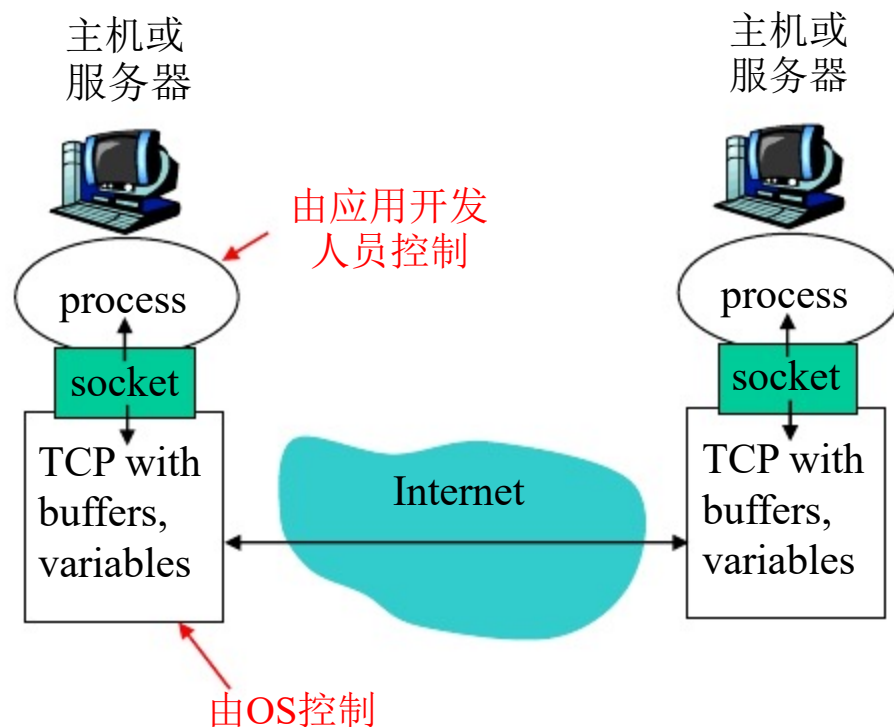 主机或
服务器
主机或
服务器
由应用开发
人员控制
process
process
socket
socket
TCP with
buffers,
variables
Internet
TCP with
buffers,
variables
由OS控制